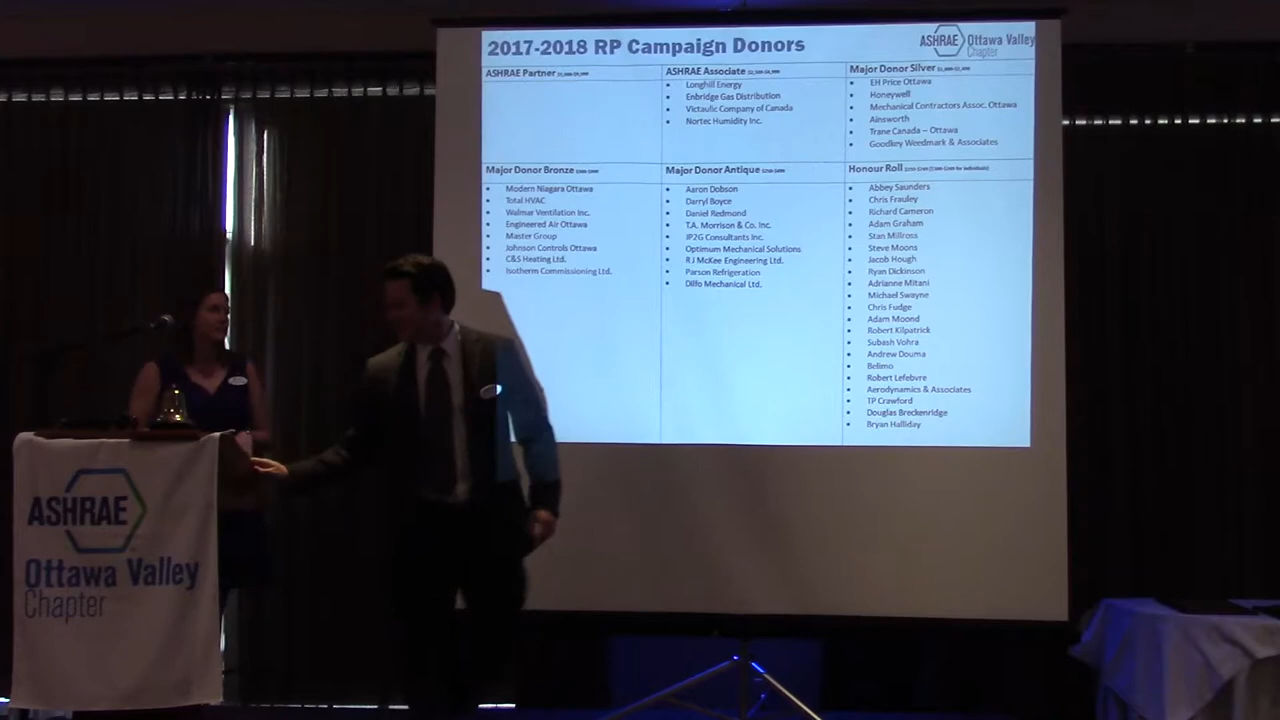 2017-2018 RP Campaign Donors
ASHRAE Ottawa Valley
Chapter
ASHRAE Partner
ASHRAE Associate
Longhill Energy
Enbridge Gas Distribution
Victaulic Company of Canada
Nortec Humidity Inc.
Major Donor Silver
EH Price Ottawa
Honeywell
Mechanical Contractors Assoc. Ottawa
Ainsworth
Trane Canada – Ottawa
Goodkey Weedmark & Associates
Major Donor Bronze
Modern Niagara Ottawa
Total HVAC
Walmar Ventilation Inc.
Engineered Air Ottawa
Master Group
Johnson Controls Ottawa
C&S Heating Ltd.
Isotherm Commissioning Ltd.
Major Donor Antique
Aaron Dobson
Darryl Boyce
Daniel Redmond
T.A. Morrison & Co. Inc.
JP2G Consultants Inc.
Optimum Mechanical Solutions
R J McKee Engineering Ltd.
Parson Refrigeration
Dilfo Mechanical Ltd.
Honour Roll
Abbey Saunders
Chris Frauley
Richard Cameron
Adam Graham
Stan Millross
Steve Moons
Jacob Hough
Ryan Dickinson
Adrianne Mitani
Michael Swayne
Chris Fudge
Adam Moond
Robert Kilpatrick
Subash Vohra
Andrew Douma
Belimo
Robert Lefebvre
Aerodynamics & Associates
TP Crawford
Douglas Breckenridge
Bryan Halliday
ASHRAE
Ottawa Valley
Chapter